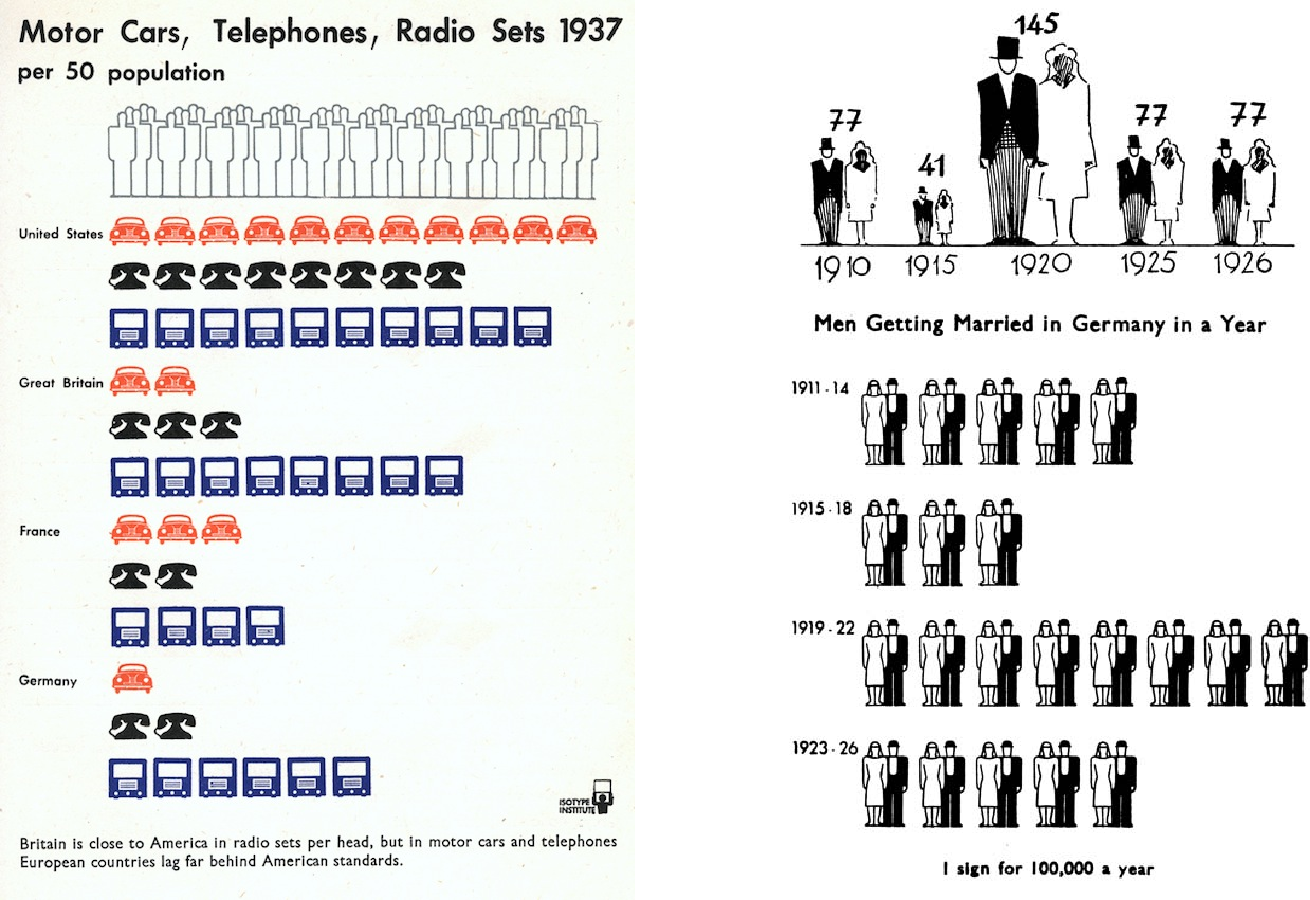 Motor Cars, Telephones, Radio Sets 1937
per 50 population
United States
Great Britain
France
Germany
ISOTYPE
INSTITUTE
Britain is close to America in radio sets per head, but in motor cars and telephones
European countries lag far behind American standards.
145
77
41
77
77
1910
1915
1920
1925
1926
Men Getting Married in Germany in a Year
1911-14
1915-18
1919-22
1923-26
1 sign for 100,000 a year